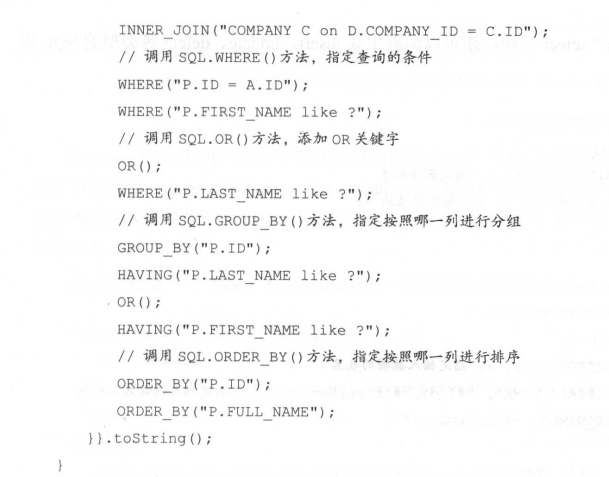 INNER_JOIN("COMPANY C on D.COMPANY_ID = C.ID");
// 调用 SQL.WHERE()方法，指定查询的条件
WHERE("P.ID = A.ID");
WHERE("P.FIRST_NAME like ?");
// 调用 SQL.OR()方法，添加 OR 关键字
OR();
WHERE("P.LAST_NAME like ?");
// 调用 SQL.GROUP_BY()方法，指定按照哪一列进行分组
GROUP_BY("P.ID");
HAVING("P.LAST_NAME like ?");
OR();
HAVING("P.FIRST_NAME like ?");
// 调用 SQL.ORDER_BY()方法，指定按照哪一列进行排序
ORDER_BY("P.ID");
ORDER_BY("P.FULL_NAME");
}}.toString();
}